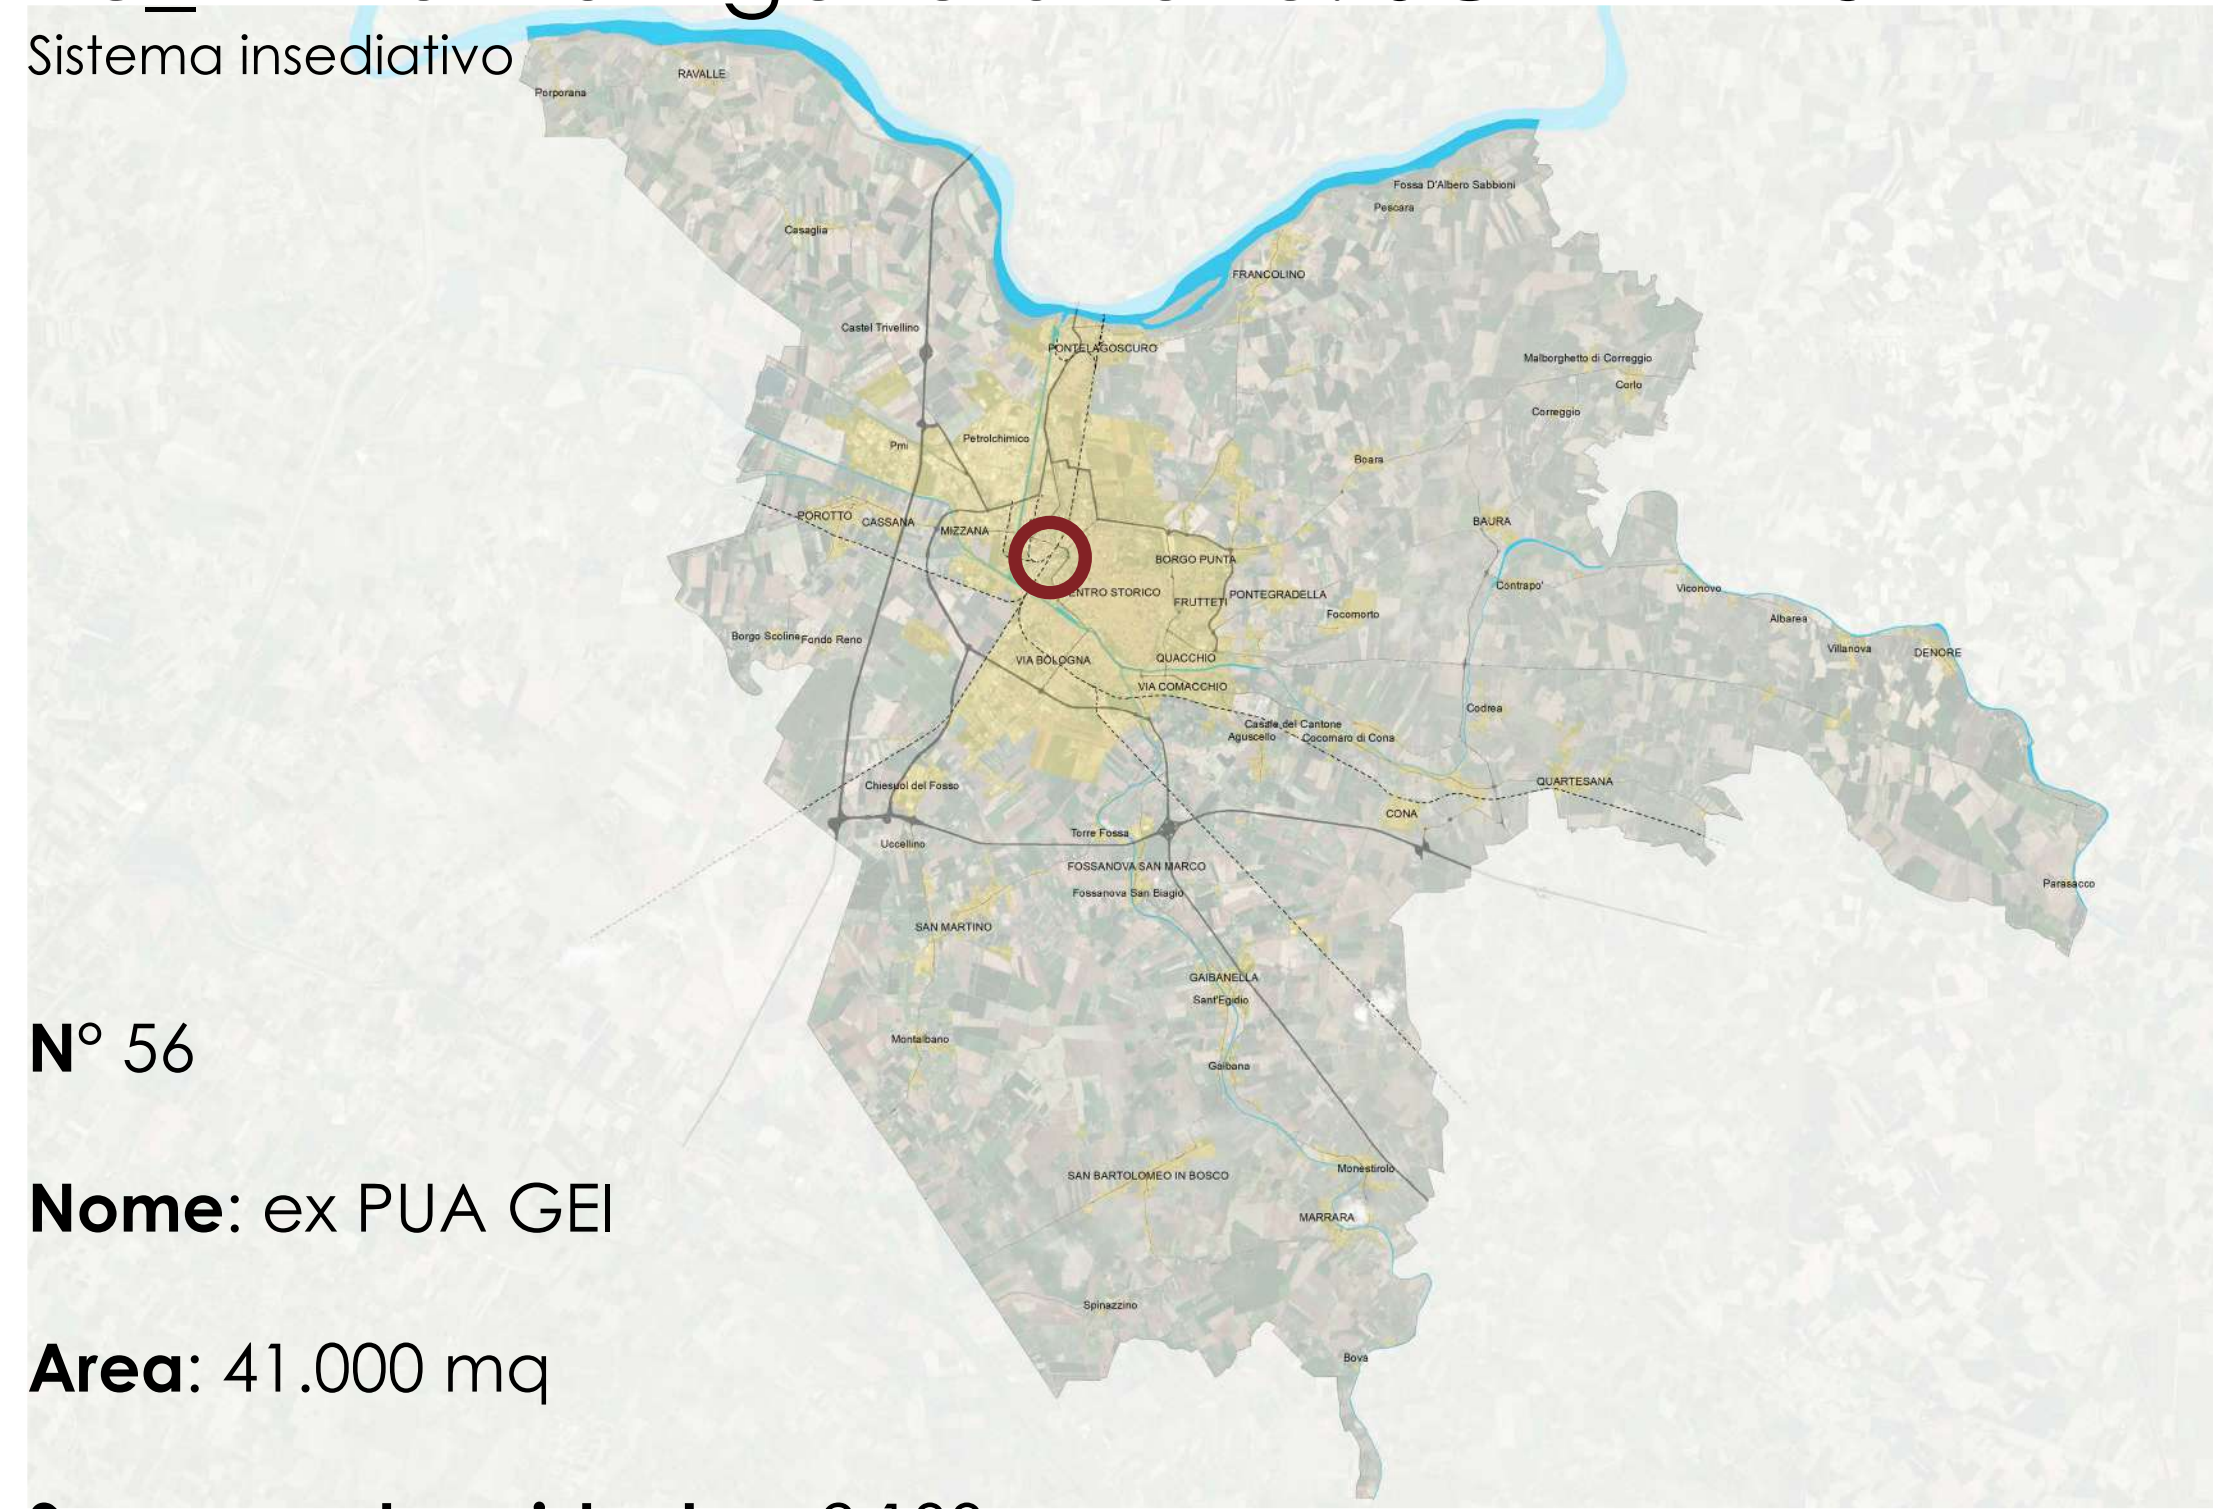 Sistema insediativo
RAVALLE
Porporana
Fossa D'Albero Sabbioni
Pescara
Casaglia
FRANCOLINO
Castel Trivellino
PONTELAGOSCURO
Malborghetto di Correggio
Corlo
Correggio
Petrolchimico
Pmi
Boara
POROTTO
CASSANA
MIZZANA
BAURA
BORGO PUNTA
Contrapo'
Viconovo
ENTRO STORICO
FRUTTETI
PONTEGRADELLA
Focomorto
Albarea
Borgo Scoline
Fondo Reno
Villanova
DENORE
VIA BOLOGNA
QUACCHIO
VIA COMACCHIO
Codrea
Casale del Cantone
Aguscello
Cocomaro di Cona
Chiesuol del Fosso
QUARTESANA
CONA
Torre Fossa
Uccellino
FOSSANOVA SAN MARCO
Parasacco
Fossanova San Biagio
SAN MARTINO
GAIBANELLA
Sant'Egidio
N° 56
Montalbano
Gaibana
SAN BARTOLOMEO IN BOSCO
Monestirolo
Nome: ex PUA GEI
MARRARA
Spinazzino
Bova
Area: 41.000 mq